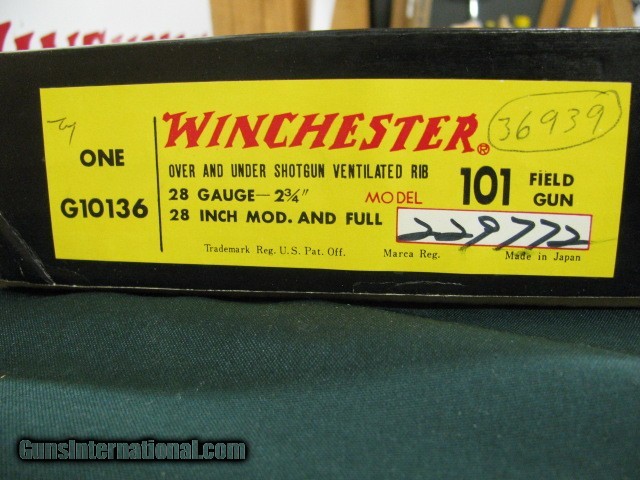 ONE
G10136
WINCHESTER®
36939
OVER AND UNDER SHOTGUN VENTILATED RIB
28 GAUGE—2¾"
28 INCH MOD. AND FULL
MODEL 101 FIELD GUN
229772
Trademark Reg. U.S. Pat. Off. Marca Reg. Made in Japan
GunsInternational.com